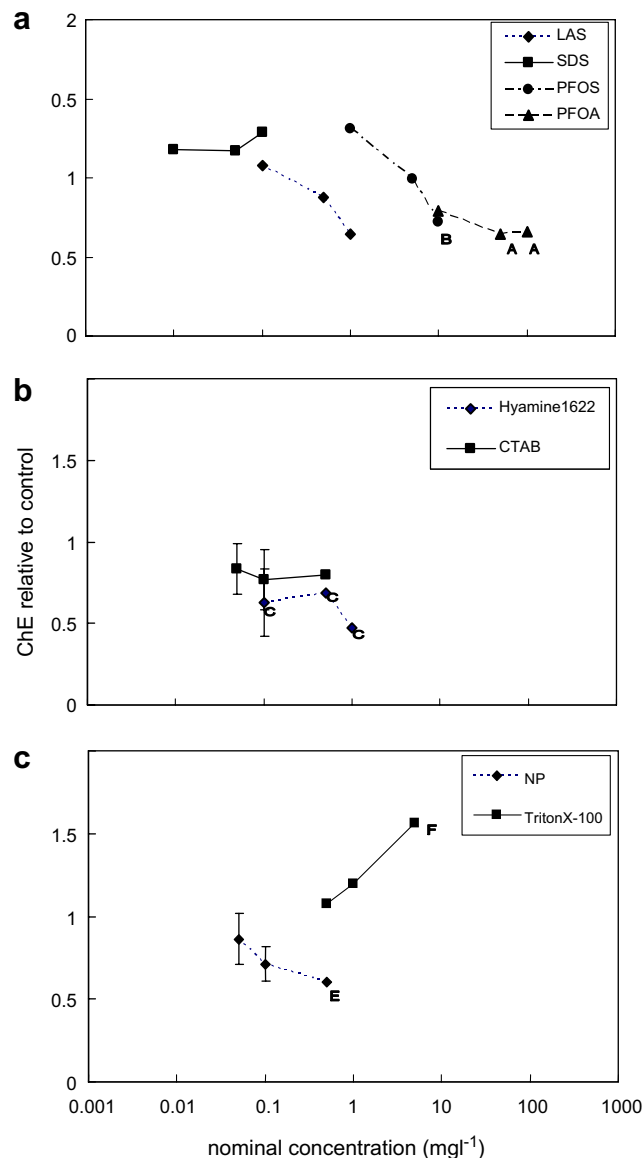 a
2
0.5
1
0.5
0
LAS
SDS
PFOS
PFOA
B
A A
b
ChE relative to control
1.5
1
0.5
0
Hyamine1622
CTAB
C
C
C
c
1.5
1
0.5
0
NP
TritonX-100
F
E
0.001 0.01 0.1 1 10 100 1000
nominal concentration (mgl-1)